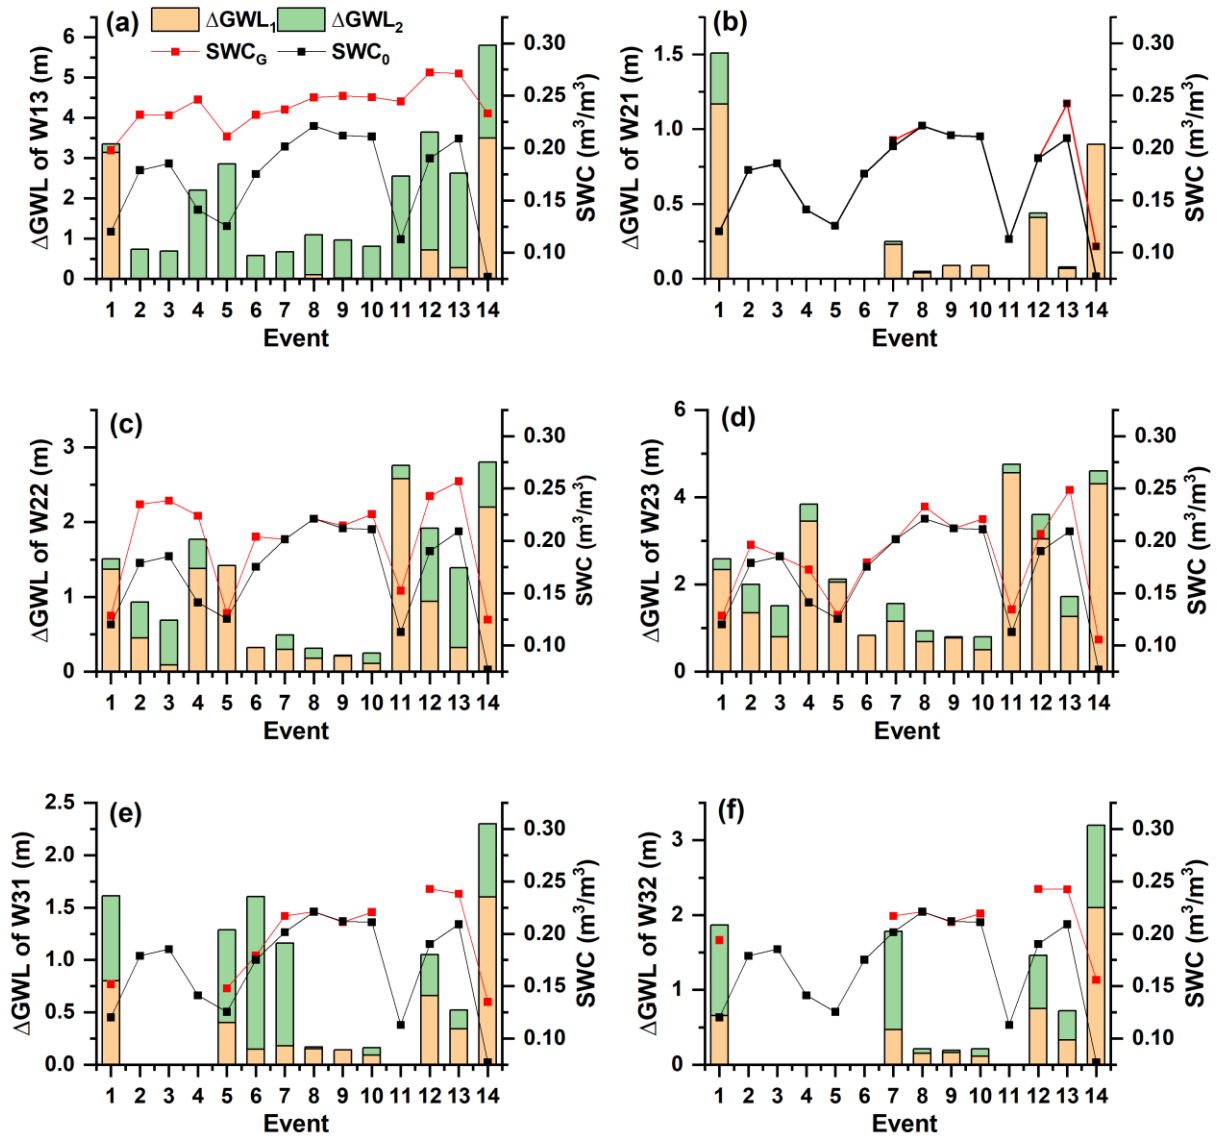 (a) ΔGWL₁ ΔGWL₂
SWC_G SWC₀
ΔGWL of W13 (m)
6
5
4
3
2
1
0
0.30
0.25
0.20
0.15
0.10
SWC (m³/m³)
1 2 3 4 5 6 7 8 9 10 11 12 13 14
Event
(b)
ΔGWL of W21 (m)
1.5
1.0
0.5
0.0
0.30
0.25
0.20
0.15
0.10
SWC (m³/m³)
1 2 3 4 5 6 7 8 9 10 11 12 13 14
Event
(c)
ΔGWL of W22 (m)
3
2
1
0
0.30
0.25
0.20
0.15
0.10
SWC (m³/m³)
1 2 3 4 5 6 7 8 9 10 11 12 13 14
Event
(d)
ΔGWL of W23 (m)
6
4
2
0
0.30
0.25
0.20
0.15
0.10
SWC (m³/m³)
1 2 3 4 5 6 7 8 9 10 11 12 13 14
Event
(e)
ΔGWL of W31 (m)
2.5
2.0
1.5
1.0
0.5
0.0
0.30
0.25
0.20
0.15
0.10
SWC (m³/m³)
1 2 3 4 5 6 7 8 9 10 11 12 13 14
Event
(f)
ΔGWL of W32 (m)
3
2
1
0
0.30
0.25
0.20
0.15
0.10
SWC (m³/m³)
1 2 3 4 5 6 7 8 9 10 11 12 13 14
Event